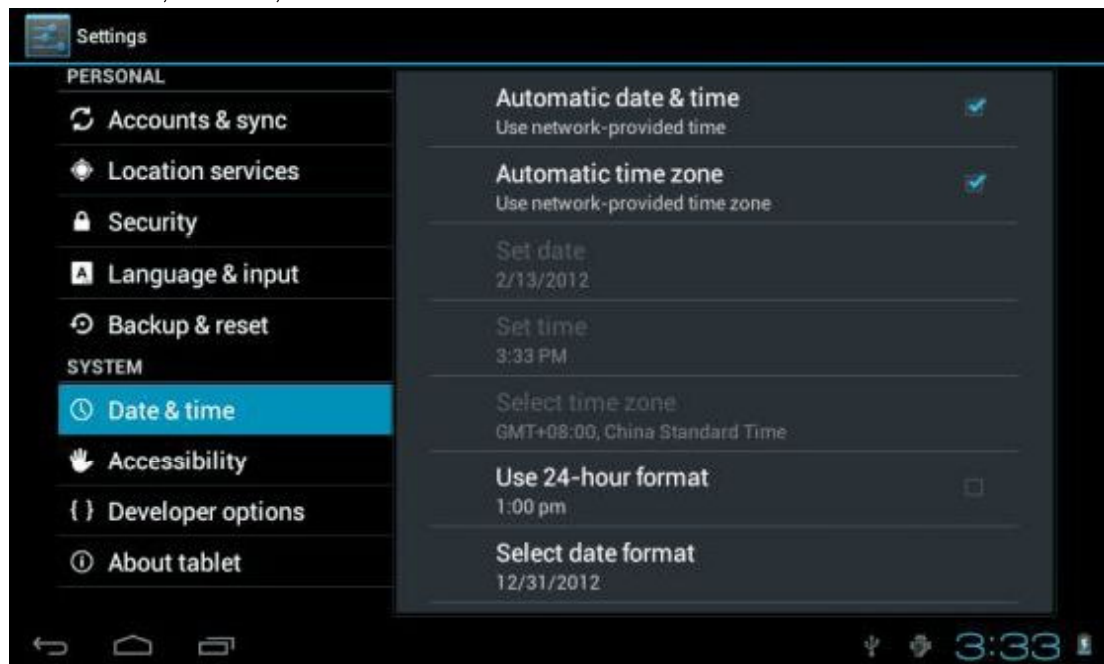 Settings
PERSONAL
Accounts & sync
Location services
Security
Language & input
Backup & reset
SYSTEM
Date & time
Accessibility
{ } Developer options
About tablet
Automatic date & time
Use network-provided time
Automatic time zone
Use network-provided time zone
Set date
2/13/2012
Set time
3:33 PM
Select time zone
GMT+08:00, China Standard Time
Use 24-hour format
1:00 pm
Select date format
12/31/2012
3:33